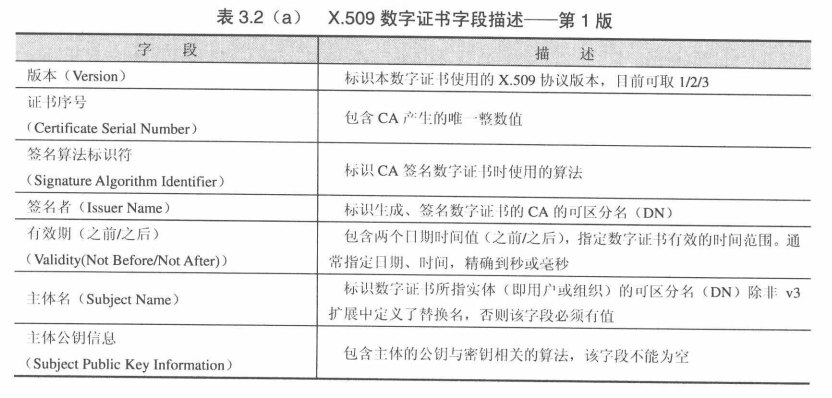 表 3.2（a） X.509 数字证书字段描述——第 1 版
字 段 描 述
版本（Version） 标识本数字证书使用的 X.509 协议版本，目前可取 1/2/3
证书序号
（Certificate Serial Number）
包含 CA 产生的唯一整数值
签名算法标识符
（Signature Algorithm Identifier）
标识 CA 签名数字证书时使用的算法
签名者（Issuer Name） 标识生成、签名数字证书的 CA 的可区分名（DN）
有效期（之前/之后）
（Validity(Not Before/Not After)）
包含两个日期时间值（之前/之后），指定数字证书有效的时间范围。通
常指定日期、时间，精确到秒或毫秒
主体名（Subject Name）
标识数字证书所指实体（即用户或组织）的可区分名（DN）除非 v3
扩展中定义了替换名，否则该字段必须有值
主体公钥信息
（Subject Public Key Information）
包含主体的公钥与密钥相关的算法，该字段不能为空